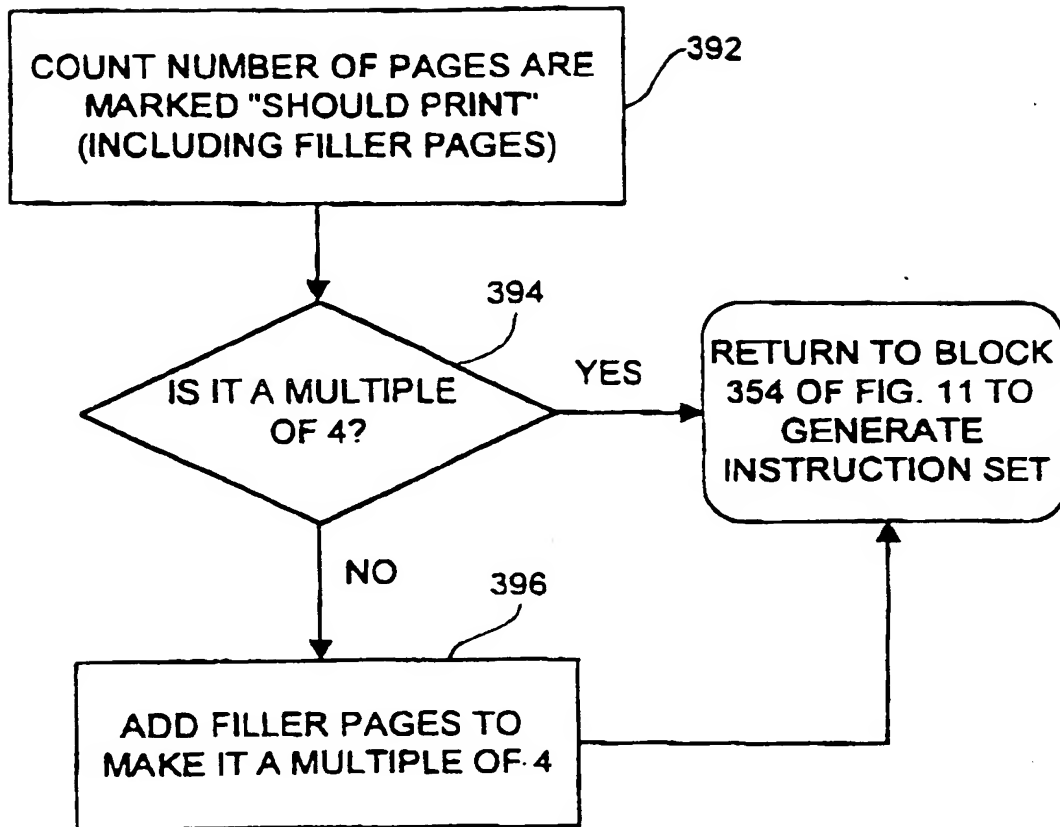 COUNT NUMBER OF PAGES ARE
MARKED "SHOULD PRINT"
(INCLUDING FILLER PAGES)
392
394
IS IT A MULTIPLE
OF 4?
YES
RETURN TO BLOCK
354 OF FIG. 11 TO
GENERATE
INSTRUCTION SET
NO
396
ADD FILLER PAGES TO
MAKE IT A MULTIPLE OF 4